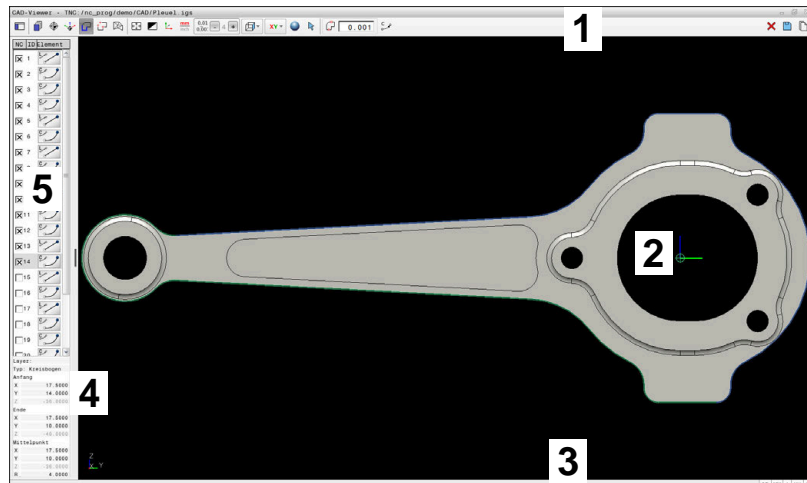 CAD-Viewer - TNC:/nc_prog/demo/CAD/Pleuel.igs
XY
0.001
1
NC ID Element
1
2
3
4
5
6
7
5
11
12
13
14
15
16
17
18
19
2
Layer:
Typ: Kreisbogen
Anfang
X 17.5000
Y 14.0000
Z
4
Ende
X 17.5000
Y 10.0000
Z
Mittelpunkt
X 17.5000
Y 10.0000
Z
R 4.0000
Z
X Y
3